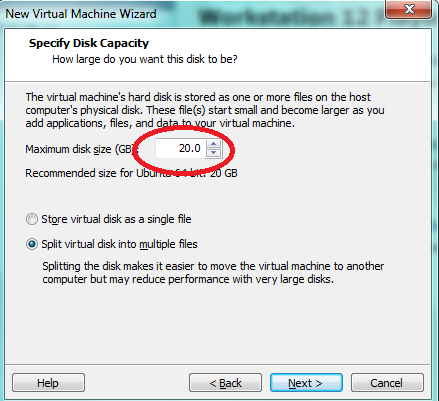 Workstation 12 Player
New Virtual Machine Wizard
Specify Disk Capacity
How large do you want this disk to be?
The virtual machine's hard disk is stored as one or more files on the host
computer's physical disk. These file(s) start small and become larger as you
add applications, files, and data to your virtual machine.
Maximum disk size (GB): 20.0
Recommended size for Ubuntu 64-bit: 20 GB
Store virtual disk as a single file
Split virtual disk into multiple files
Splitting the disk makes it easier to move the virtual machine to another
computer but may reduce performance with very large disks.
Help < Back Next > Cancel